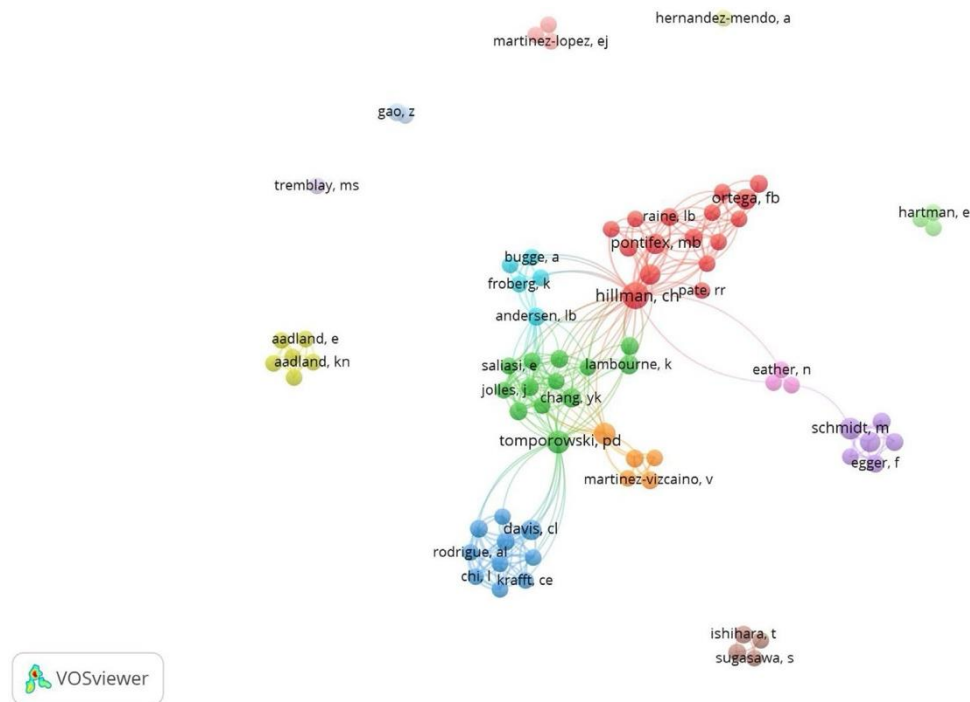 hernandez-mendo, a
martinez-lopez, ej
gao, z
tremblay, ms
ortega, fb
hartman, e
raine, lb
pontifex, mb
bugge, a
froberg, k
hillman, ch
pate, rr
andersen, lb
aadland, e
aadland, kn
saliasi, e
lambourne, k
eather, n
jolles, j
chang, yk
schmidt, m
tomporowski, pd
egger, f
martinez-vizcaino, v
davis, cl
rodrigue, al
chi, l
krafft, ce
ishihara, t
sugasawa, s
VOSviewer